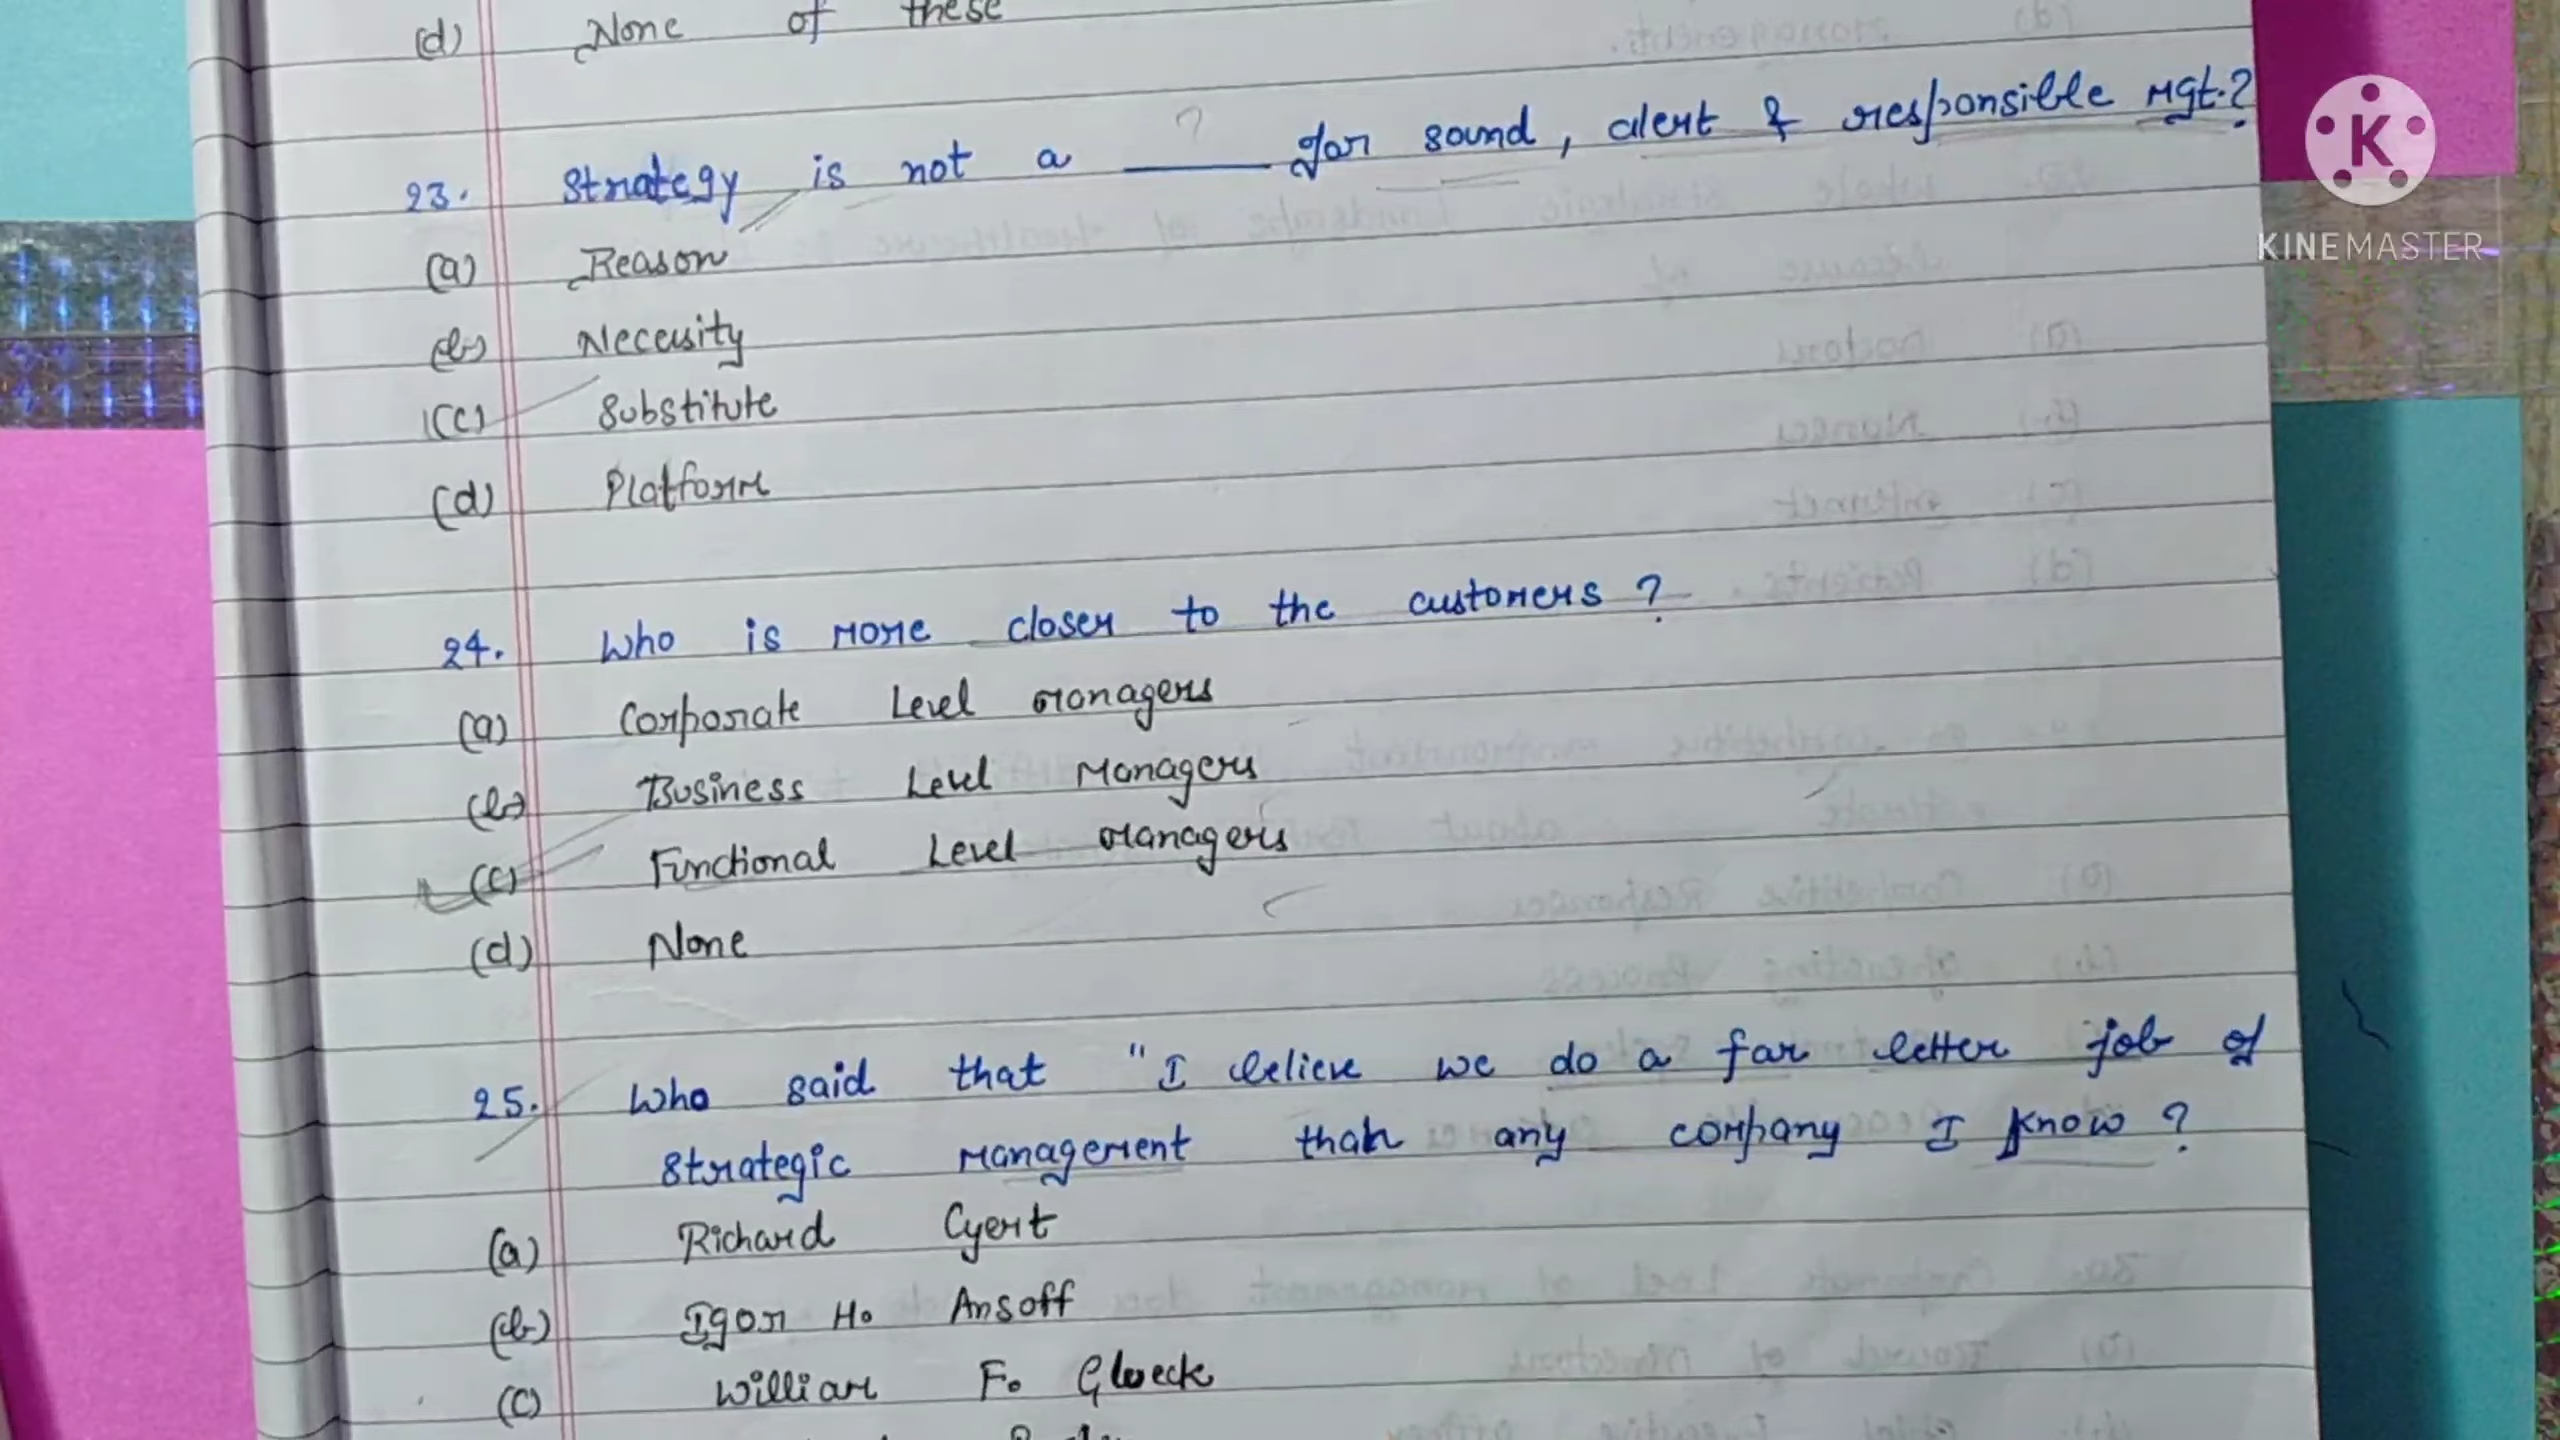 (d) None of these
23. Strategy is not a ____ for sound, alert & responsible Mgt.?
(a) Reason
(b) Necessity
(c) Substitute
(d) Platform
24. Who is more closer to the customers ?
(a) Corporate Level Managers
(b) Business Level Managers
(c) Functional Level Managers
(d) None
25. Who said that "I believe we do a far better job of
strategic management than any company I know ?
(a) Richard Cyert
(b) Igor H. Ansoff
(c) William F. Glueck
KINEMASTER